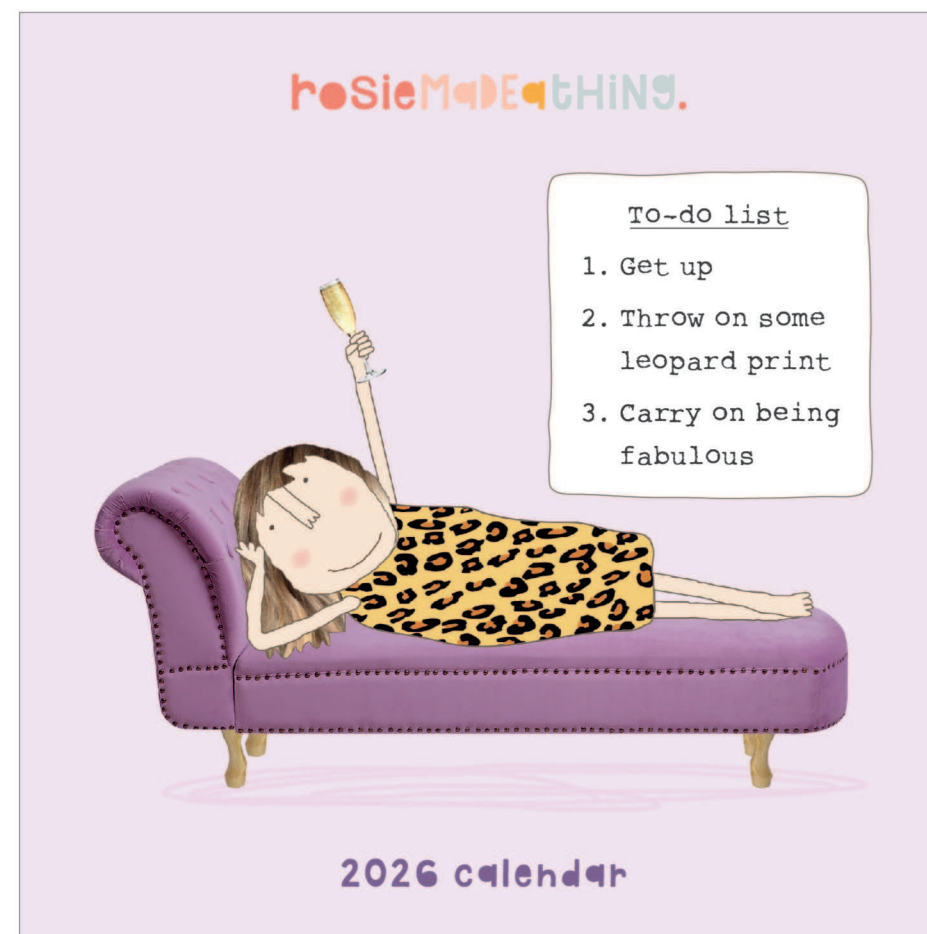 rosieMaDEatHiNg.
To-do list
1. Get up
2. Throw on some
leopard print
3. Carry on being
fabulous
2026 calendar